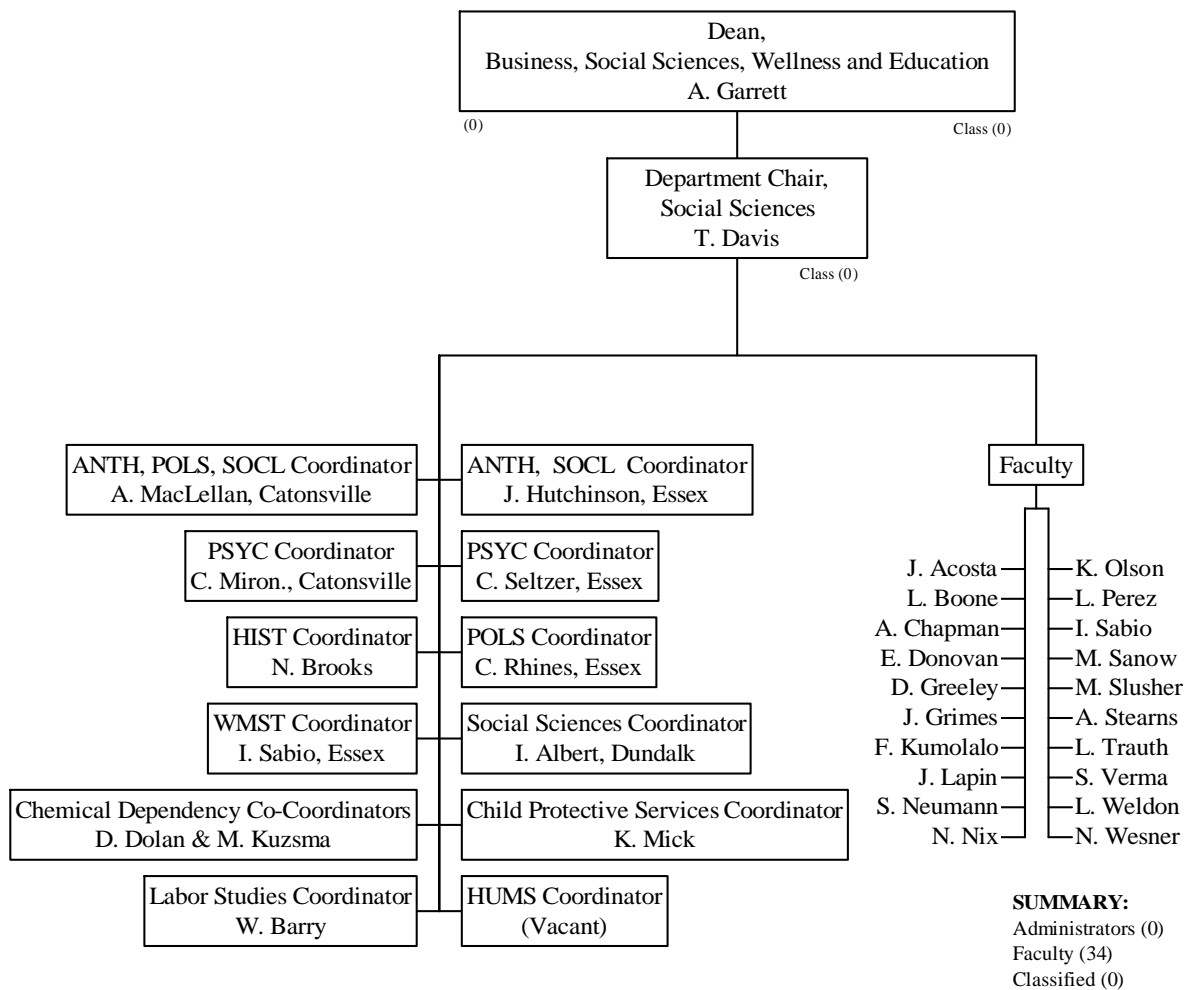 Dean,
Business, Social Sciences, Wellness and Education
A. Garrett
(0)
Class (0)
Department Chair,
Social Sciences
T. Davis
Class (0)
ANTH, POLS, SOCL Coordinator
A. MacLellan, Catonsville
ANTH, SOCL Coordinator
J. Hutchinson, Essex
PSYC Coordinator
C. Miron., Catonsville
PSYC Coordinator
C. Seltzer, Essex
HIST Coordinator
N. Brooks
POLS Coordinator
C. Rhines, Essex
WMST Coordinator
I. Sabio, Essex
Social Sciences Coordinator
I. Albert, Dundalk
Chemical Dependency Co-Coordinators
D. Dolan & M. Kuzsma
Child Protective Services Coordinator
K. Mick
Labor Studies Coordinator
W. Barry
HUMS Coordinator
(Vacant)
Faculty
J. Acosta
L. Boone
A. Chapman
E. Donovan
D. Greeley
J. Grimes
F. Kumolalo
J. Lapin
S. Neumann
N. Nix
K. Olson
L. Perez
I. Sabio
M. Sanow
M. Slusher
A. Stearns
L. Trauth
S. Verma
L. Weldon
N. Wesner
SUMMARY:
Administrators (0)
Faculty (34)
Classified (0)